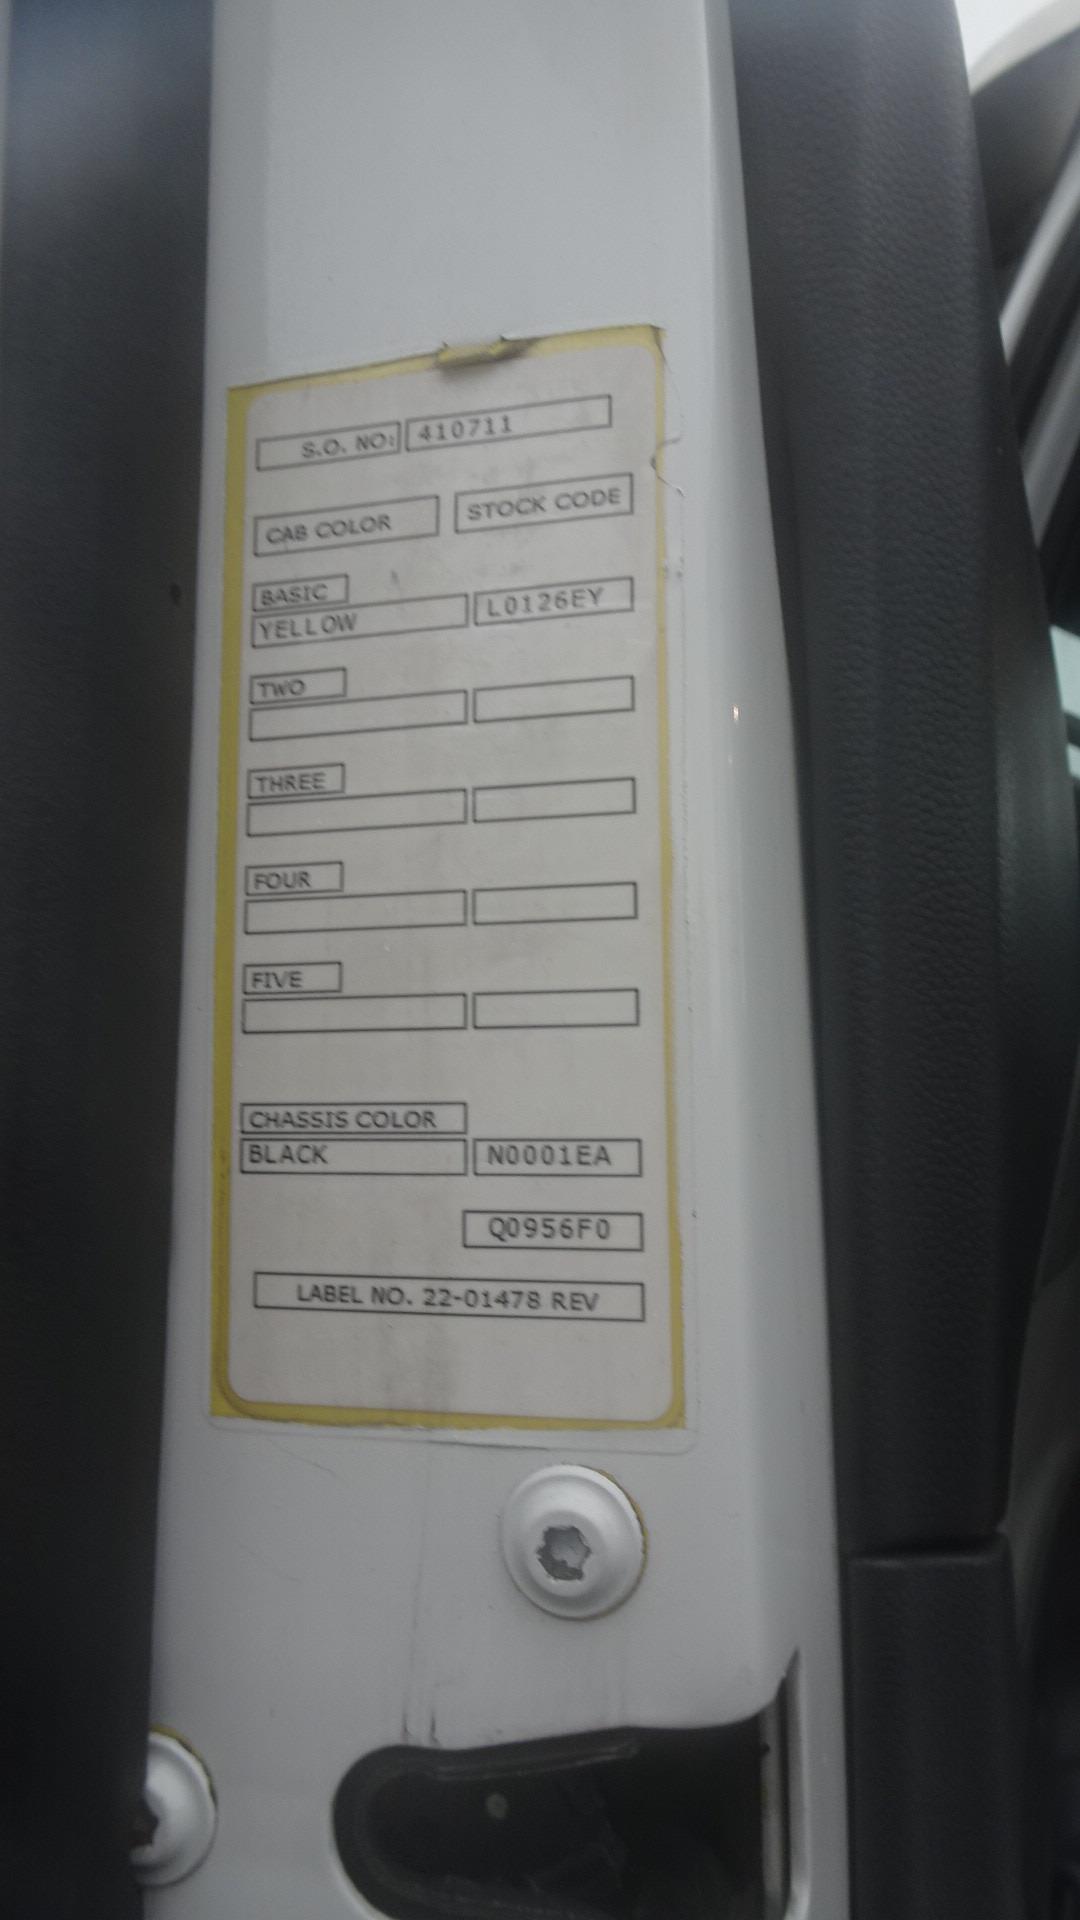 S.O. NO: 410711
CAB COLOR STOCK CODE
BASIC
YELLOW L0126EY
TWO
THREE
FOUR
FIVE
CHASSIS COLOR
BLACK N0001EA
Q0956F0
LABEL NO. 22-01478 REV